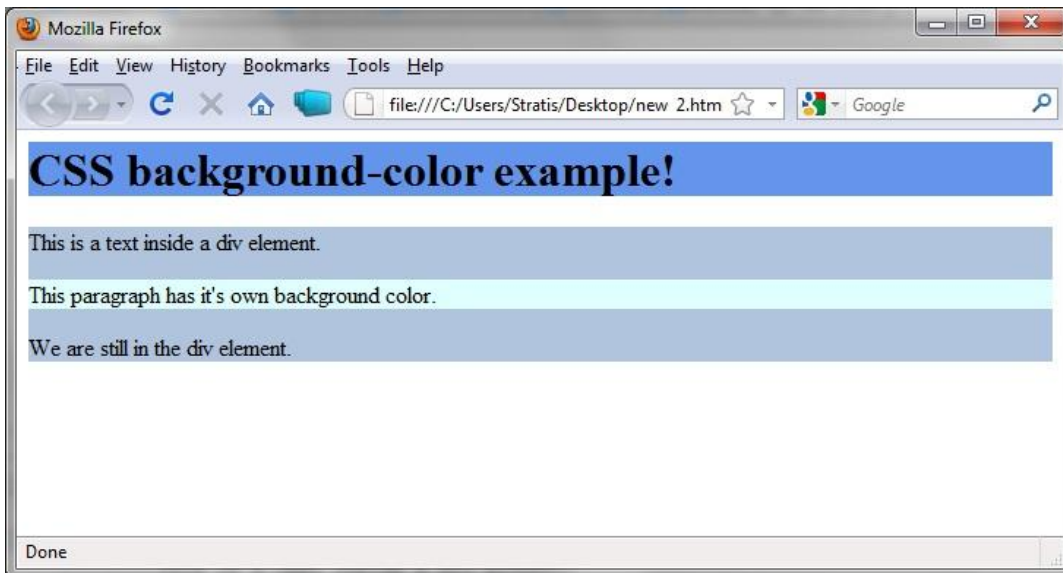 Mozilla Firefox
File Edit View History Bookmarks Tools Help
file:///C:/Users/Stratis/Desktop/new 2.htm Google
CSS background-color example!
This is a text inside a div element.
This paragraph has it's own background color.
We are still in the div element.
Done